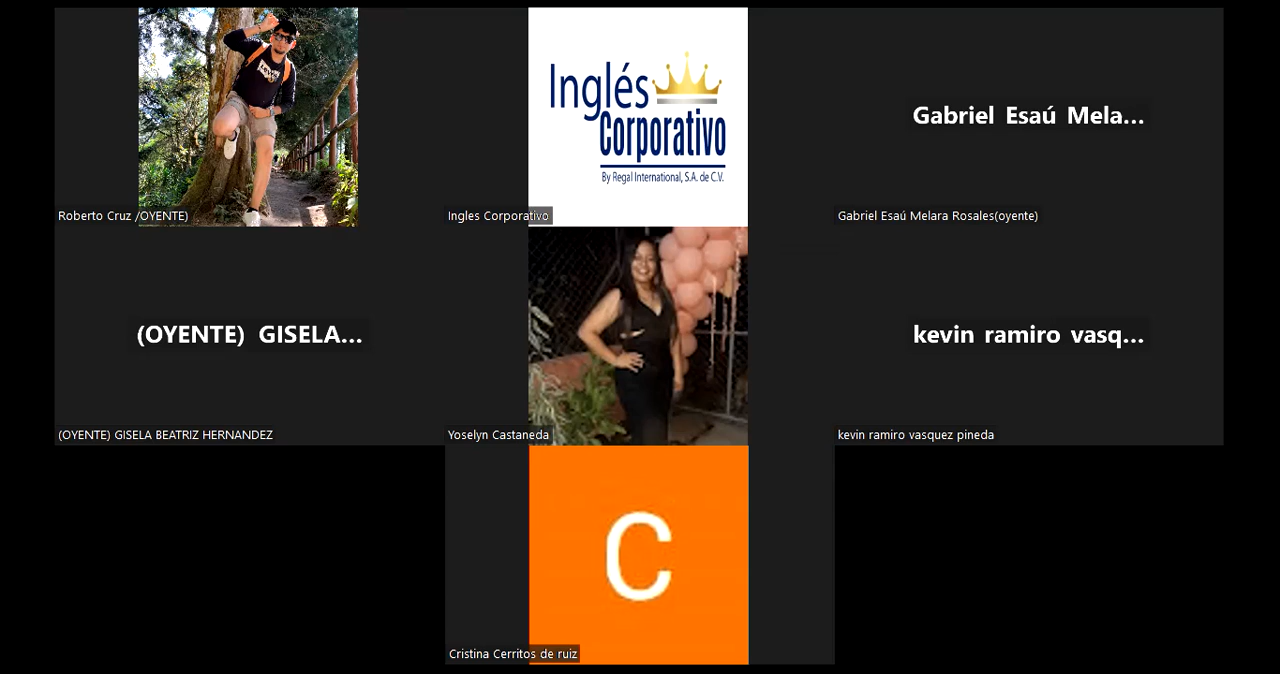 Roberto Cruz /OYENTE)
Inglés
Corporativo
By Regal International, S.A. de C.V.
Ingles Corporativo
Gabriel Esaú Mela...
Gabriel Esaú Melara Rosales(oyente)
(OYENTE) GISELA...
(OYENTE) GISELA BEATRIZ HERNANDEZ
Yoselyn Castaneda
kevin ramiro vasq...
kevin ramiro vasquez pineda
C
Cristina Cerritos de ruiz